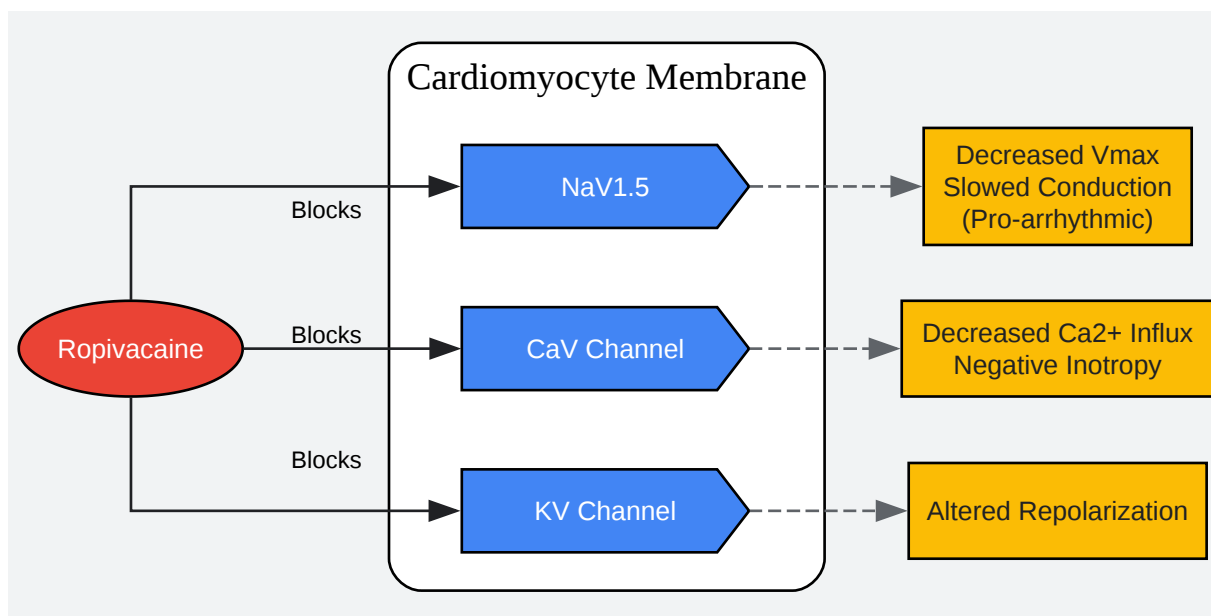 Cardiomyocyte Membrane
NaV1.5
Decreased Vmax
Slowed Conduction
(Pro-arrhythmic)
Blocks
Ropivacaine
Blocks
CaV Channel
Decreased Ca2+ Influx
Negative Inotropy
Blocks
KV Channel
Altered Repolarization